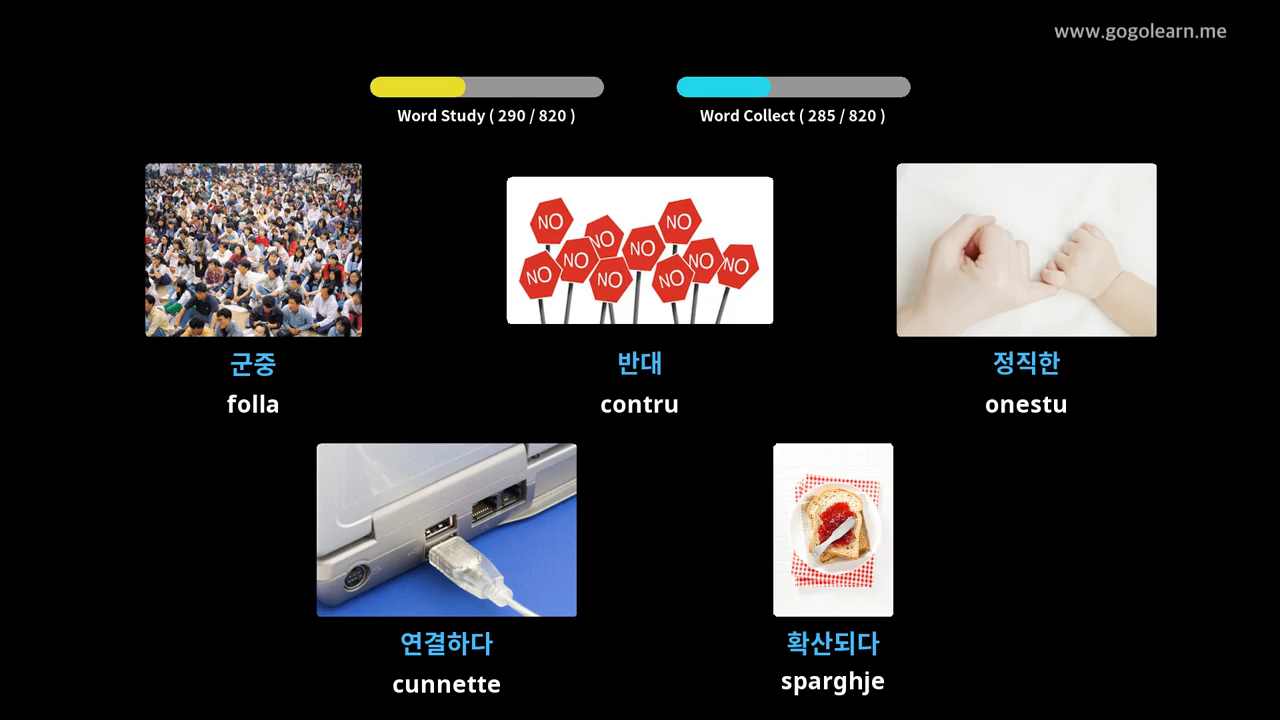 www.gogolearn.me
Word Study ( 290 / 820 )
Word Collect ( 285 / 820 )
NO NO NO NO NO NO NO NO NO NO
군중
folla
반대
contru
정직한
onestu
연결하다
cunnette
확산되다
sparghje